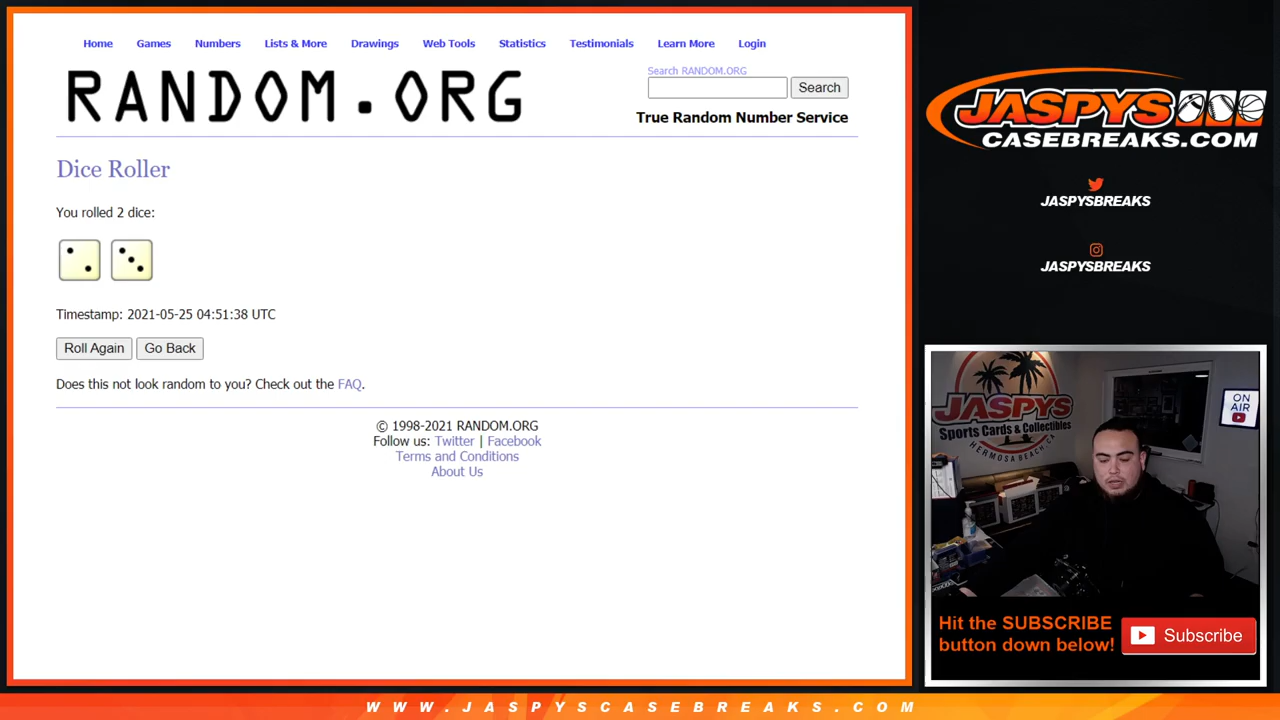 Home Games Numbers Lists & More Drawings Web Tools Statistics Testimonials Learn More Login
RANDOM.ORG
Search RANDOM.ORG
Search
True Random Number Service
Dice Roller
You rolled 2 dice:
Timestamp: 2021-05-25 04:51:38 UTC
Roll Again Go Back
Does this not look random to you? Check out the FAQ.
© 1998-2021 RANDOM.ORG
Follow us: Twitter | Facebook
Terms and Conditions
About Us
JASPYS
CASEBREAKS.COM
JASPYSBREAKS
JASPYSBREAKS
JASPYS
Sports Cards & Collectibles
HERMOSA BEACH, CA
ON
AIR
Hit the SUBSCRIBE
button down below!
Subscribe
WWW.JASPYSCASEBREAKS.COM